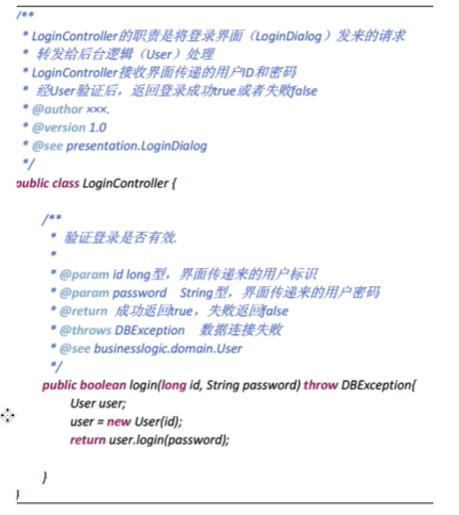 /**
* LoginController的职责是将登录界面（LoginDialog）发来的请求
* 转发给后台逻辑（User）处理
* LoginController接收界面传递的用户ID和密码
* 经User验证后，返回登录成功true或者失败false
* @author xxx.
* @version 1.0
* @see presentation.LoginDialog
*/
public class LoginController {
/**
* 验证登录是否有效.
*
* @param id long型，界面传递来的用户标识
* @param password String型，界面传递来的用户密码
* @return 成功返回true，失败返回false
* @throws DBException 数据连接失败
* @see businesslogic.domain.User
*/
public boolean login(long id, String password) throw DBException{
User user;
user = new User(id);
return user.login(password);
}
}